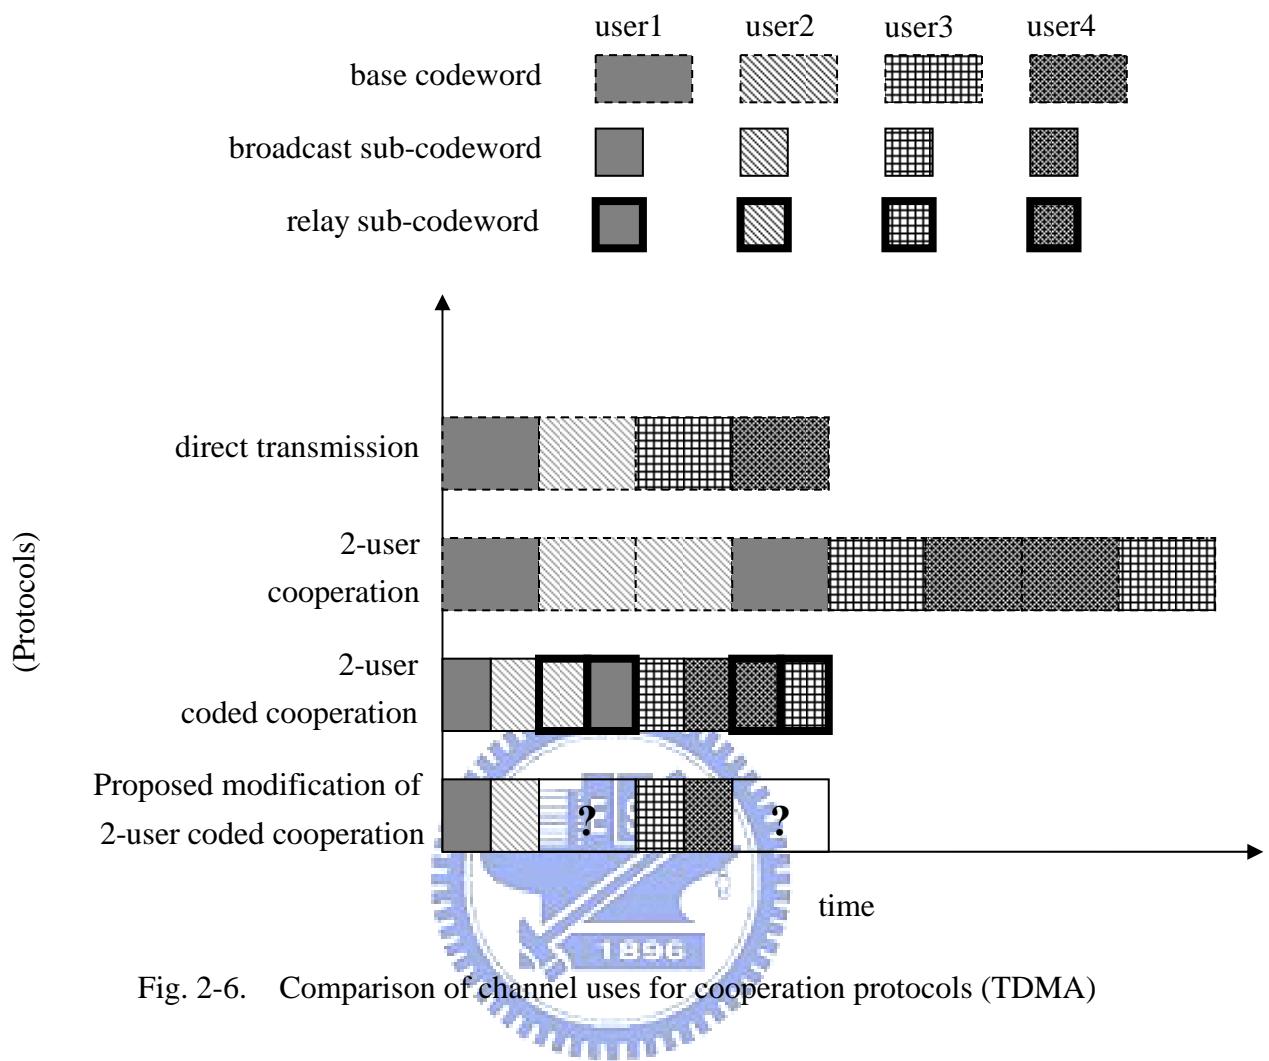 user1 user2 user3 user4
base codeword
broadcast sub-codeword
relay sub-codeword
direct transmission
2-user
cooperation
(Protocols)
2-user
coded cooperation
Proposed modification of
2-user coded cooperation
? ?
time
1896
Fig. 2-6. Comparison of channel uses for cooperation protocols (TDMA)